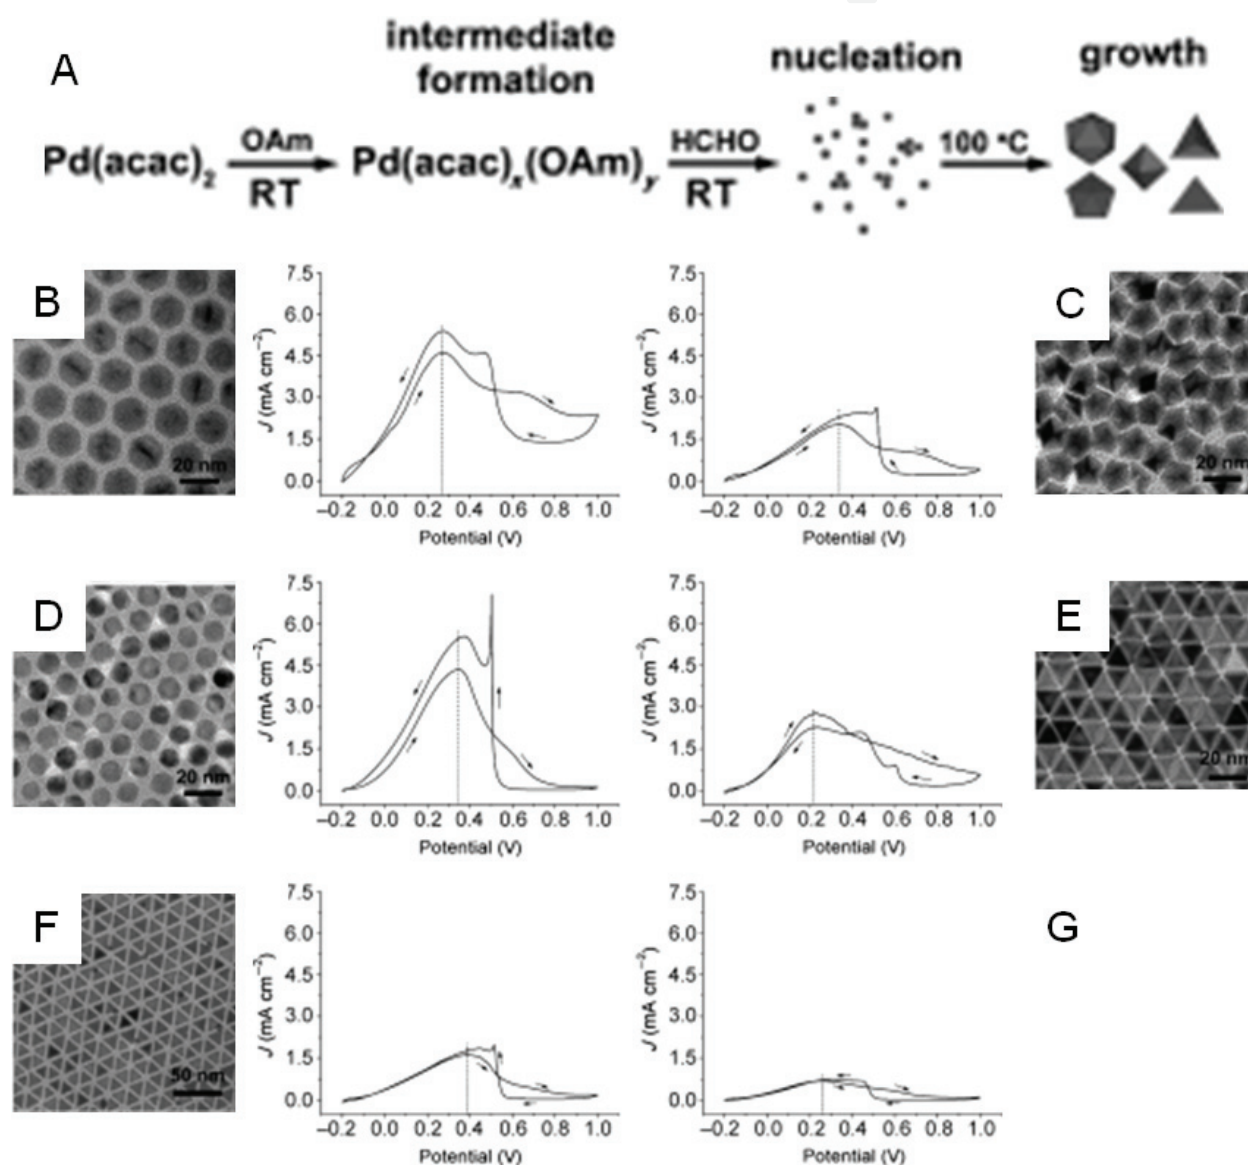 A
intermediate
formation
nucleation
growth
Pd(acac)2
OAm
RT
Pd(acac)x(OAm)y
HCHO
RT
100 °C
B
20 nm
J (mA cm−2)
7.5
6.0
4.5
3.0
1.5
0.0
−0.2 0.0 0.2 0.4 0.6 0.8 1.0
Potential (V)
J (mA cm−2)
7.5
6.0
4.5
3.0
1.5
0.0
−0.2 0.0 0.2 0.4 0.6 0.8 1.0
Potential (V)
C
20 nm
D
20 nm
J (mA cm−2)
7.5
6.0
4.5
3.0
1.5
0.0
−0.2 0.0 0.2 0.4 0.6 0.8 1.0
Potential (V)
J (mA cm−2)
7.5
6.0
4.5
3.0
1.5
0.0
−0.2 0.0 0.2 0.4 0.6 0.8 1.0
Potential (V)
E
20 nm
F
50 nm
J (mA cm−2)
7.5
6.0
4.5
3.0
1.5
0.0
−0.2 0.0 0.2 0.4 0.6 0.8 1.0
Potential (V)
J (mA cm−2)
7.5
6.0
4.5
3.0
1.5
0.0
−0.2 0.0 0.2 0.4 0.6 0.8 1.0
Potential (V)
G